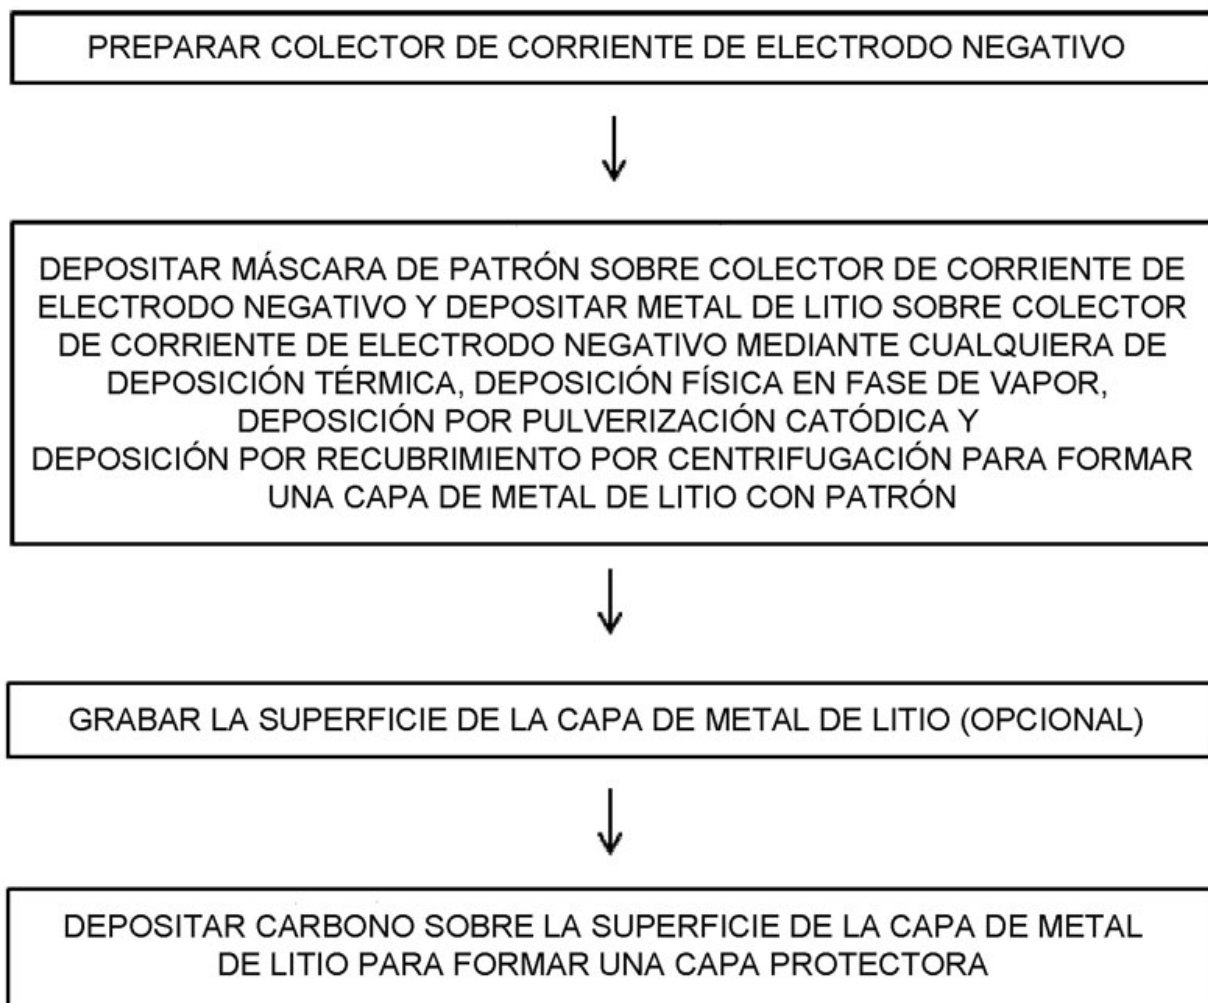 PREPARAR COLECTOR DE CORRIENTE DE ELECTRODO NEGATIVO
DEPOSITAR MÁSCARA DE PATRÓN SOBRE COLECTOR DE CORRIENTE DE
ELECTRODO NEGATIVO Y DEPOSITAR METAL DE LITIO SOBRE COLECTOR
DE CORRIENTE DE ELECTRODO NEGATIVO MEDIANTE CUALQUIERA DE
DEPOSICIÓN TÉRMICA, DEPOSICIÓN FÍSICA EN FASE DE VAPOR,
DEPOSICIÓN POR PULVERIZACIÓN CATÓDICA Y
DEPOSICIÓN POR RECUBRIMIENTO POR CENTRIFUGACIÓN PARA FORMAR
UNA CAPA DE METAL DE LITIO CON PATRÓN
GRABAR LA SUPERFICIE DE LA CAPA DE METAL DE LITIO (OPCIONAL)
DEPOSITAR CARBONO SOBRE LA SUPERFICIE DE LA CAPA DE METAL
DE LITIO PARA FORMAR UNA CAPA PROTECTORA